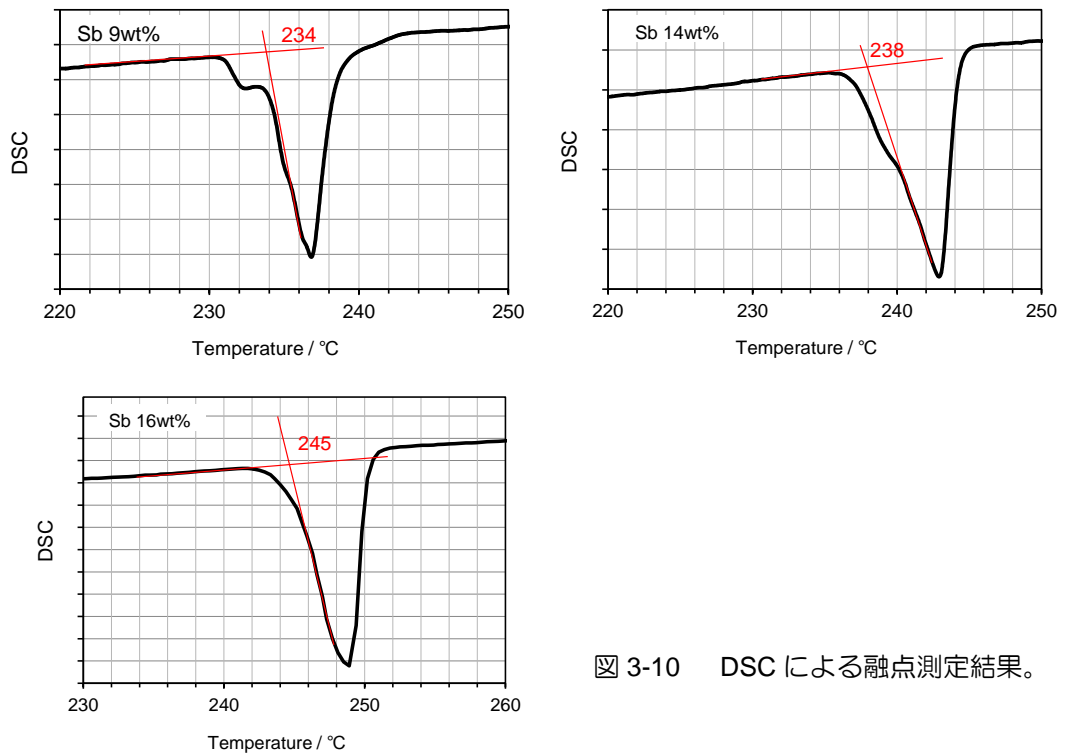 Sb 9wt%
234
DSC
220 230 240 250
Temperature / °C
Sb 14wt%
238
DSC
220 230 240 250
Temperature / °C
Sb 16wt%
245
DSC
230 240 250 260
Temperature / °C
図 3-10 DSC による融点測定結果。